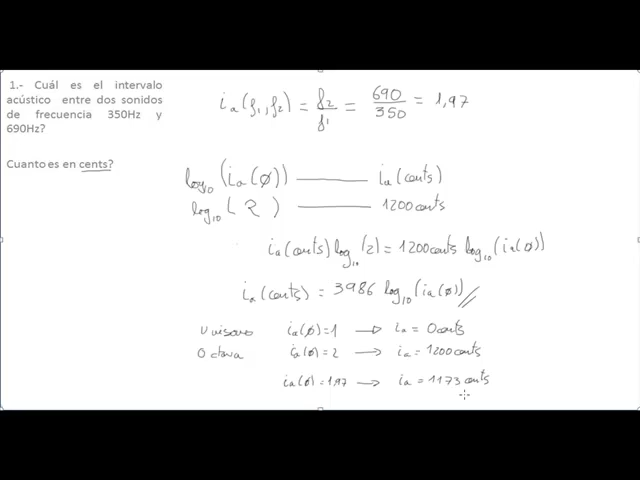 1.- Cuál es el intervalo
acústico entre dos sonidos
de frecuencia 350Hz y
690Hz?
Cuanto es en cents?
ia(f1,f2) = f2/f1 = 690/350 = 1,97
log10 (ia(Ø)) —— ia(cents)
log10 ( 2 ) —— 1200 cents
ia(cents) log10(2) = 1200 cents log10(ia(Ø))
ia(cents) = 3986 log10(ia(Ø))
Unísono ia(Ø)=1 → ia = 0 cents
Octava ia(Ø)=2 → ia = 1200 cents
ia(Ø)=1,97 → ia = 1173 cents